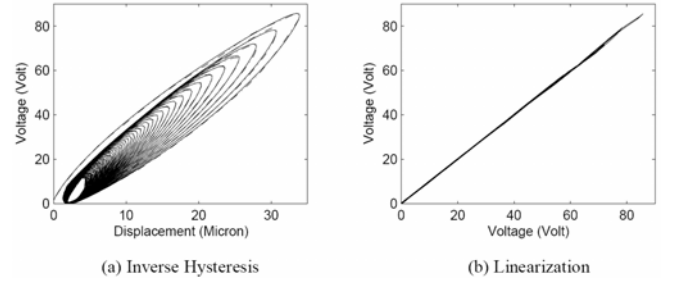 80
60
40
20
0
Voltage (Volt)
0 10 20 30
Displacement (Micron)
(a) Inverse Hysteresis
80
60
40
20
0
Voltage (Volt)
0 20 40 60 80
Voltage (Volt)
(b) Linearization